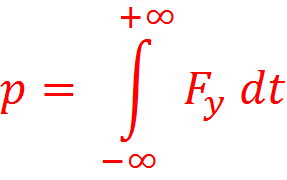 p = ∫_{-∞}^{+∞} F_y dt